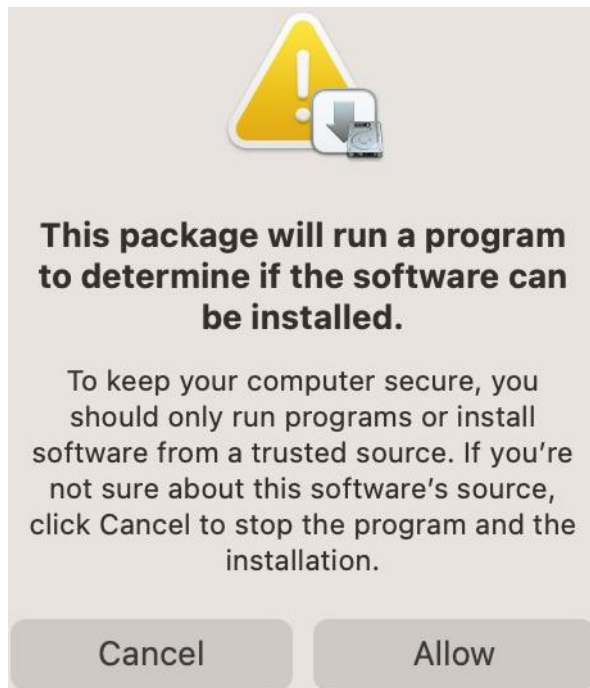 This package will run a program
to determine if the software can
be installed.
To keep your computer secure, you
should only run programs or install
software from a trusted source. If you’re
not sure about this software’s source,
click Cancel to stop the program and the
installation.
Cancel
Allow